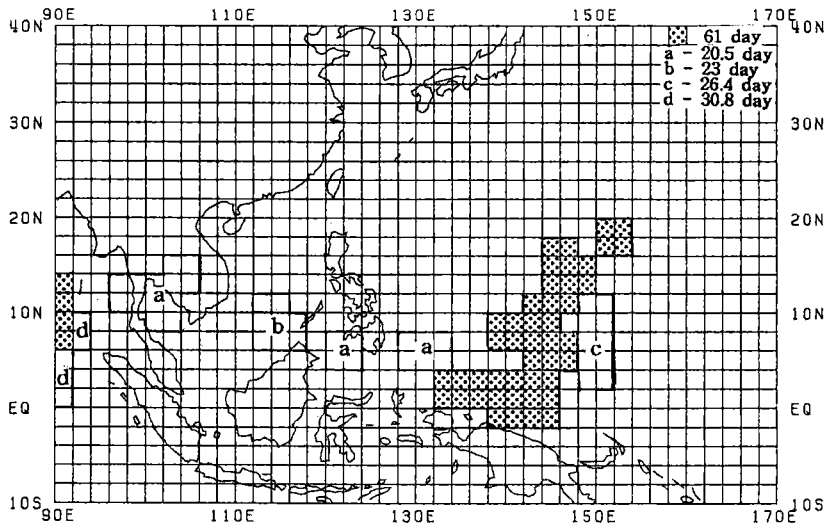 90E 110E 130E 150E 170E
40N 40N
61 day
a - 20.5 day
b - 23 day
c - 26.4 day
d - 30.8 day
30N 30N
20N 20N
a
10N 10N
d b
a a c
d
EQ EQ
10S 10S
90E 110E 130E 150E 170E